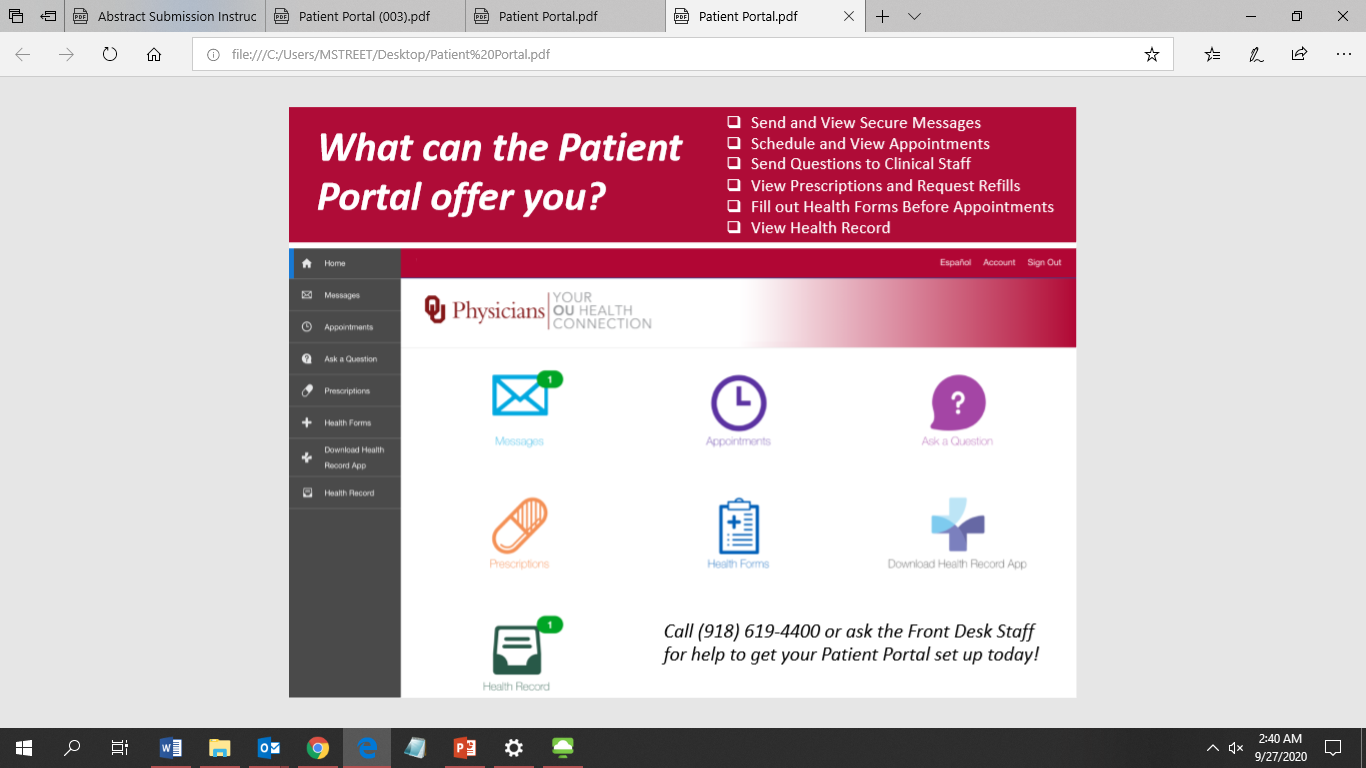 Abstract Submission Instruc
Patient Portal (003).pdf
Patient Portal.pdf
Patient Portal.pdf
file:///C:/Users/MSTREET/Desktop/Patient%20Portal.pdf
What can the Patient
Portal offer you?
Send and View Secure Messages
Schedule and View Appointments
Send Questions to Clinical Staff
View Prescriptions and Request Refills
Fill out Health Forms Before Appointments
View Health Record
Home
Messages
Appointments
Ask a Question
Prescriptions
Health Forms
Download Health
Record App
Health Record
Español Account Sign Out
OU Physicians
YOUR
OU HEALTH
CONNECTION
1
Messages
Appointments
?
Ask a Question
Prescriptions
Health Forms
Download Health Record App
1
Health Record
Call (918) 619-4400 or ask the Front Desk Staff
for help to get your Patient Portal set up today!
2:40 AM
9/27/2020